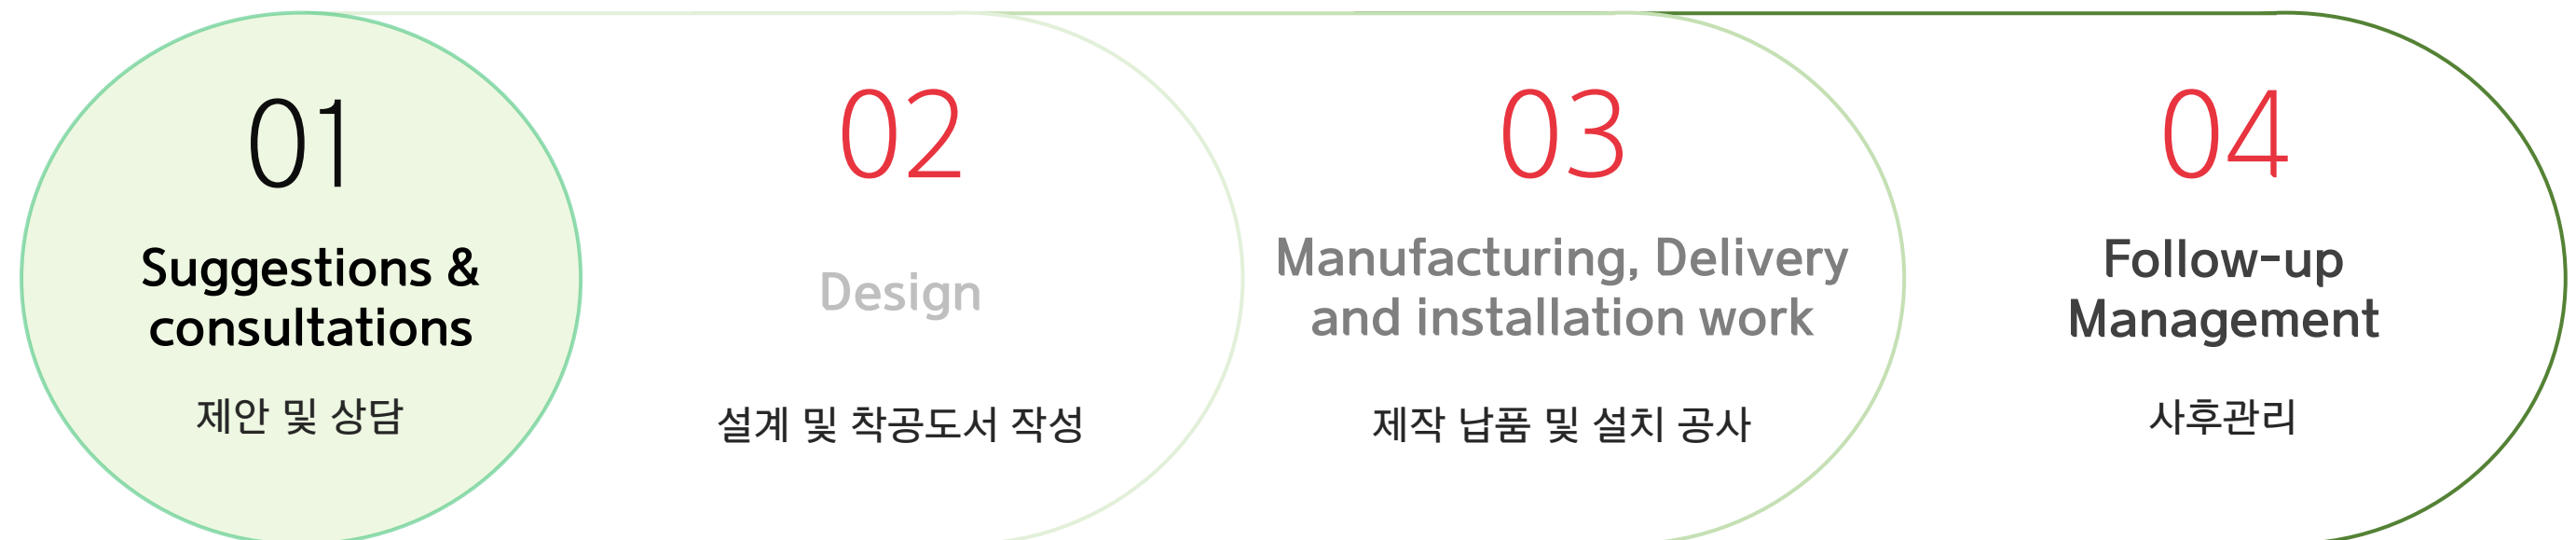 01
Suggestions &
consultations
제안 및 상담
02
Design
설계 및 착공도서 작성
03
Manufacturing, Delivery
and installation work
제작 납품 및 설치 공사
04
Follow-up
Management
사후관리